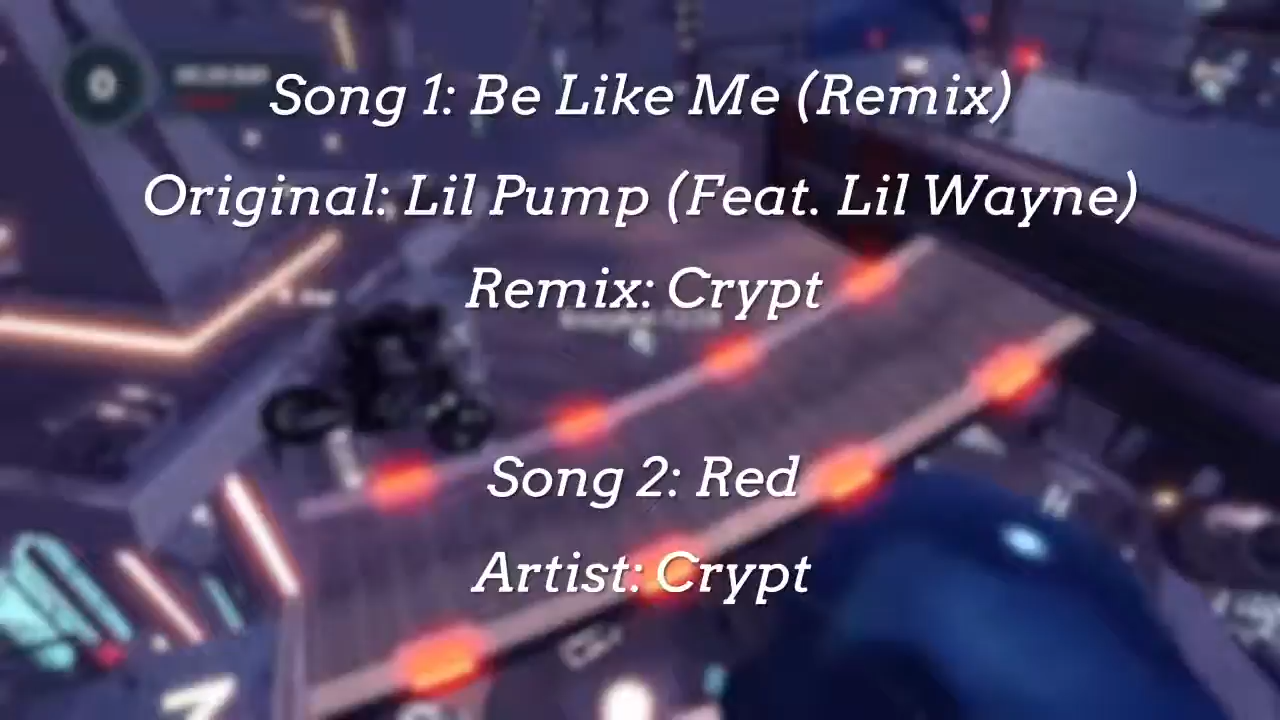 Song 1: Be Like Me (Remix)
Original: Lil Pump (Feat. Lil Wayne)
Remix: Crypt
Song 2: Red
Artist: Crypt